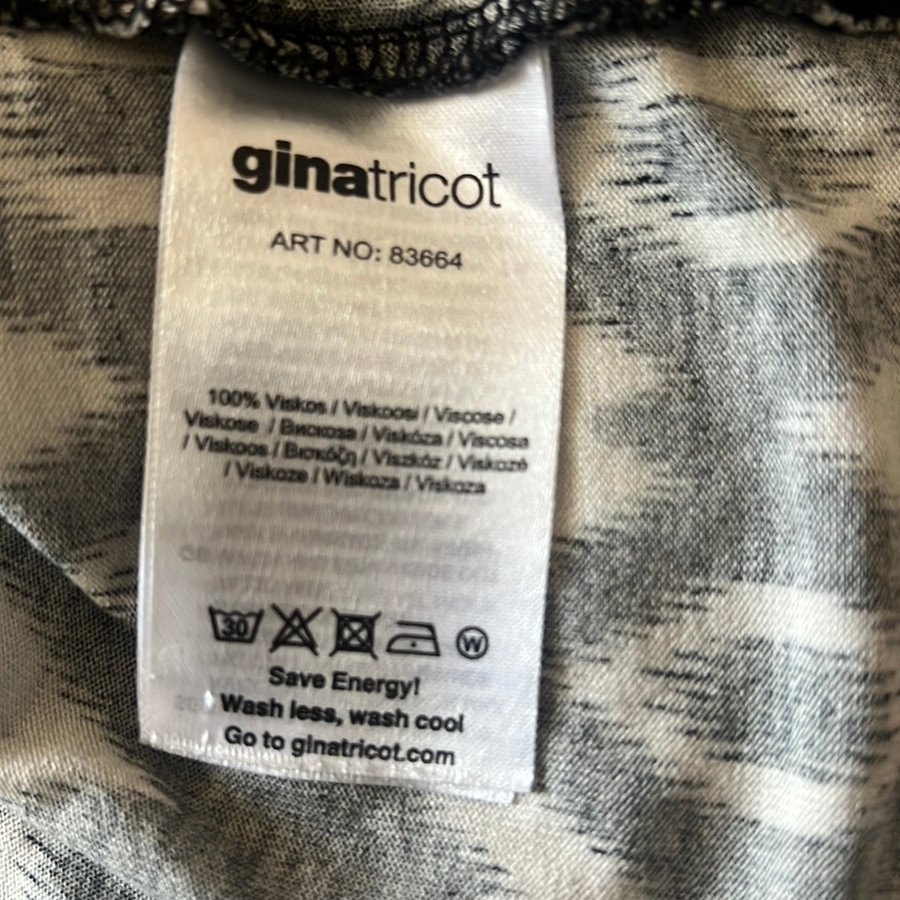 ginatricot
ART NO: 83664
100% Viskos / Viskoosi / Viscose /
Viskose / Вискоза / Viskóza / Viscosa
/ Viskoos / Βισκόζη / Viszkóz / Viskozė
/ Viskoze / Wiskoza / Viskoza
30 W
Save Energy!
Wash less, wash cool
Go to ginatricot.com